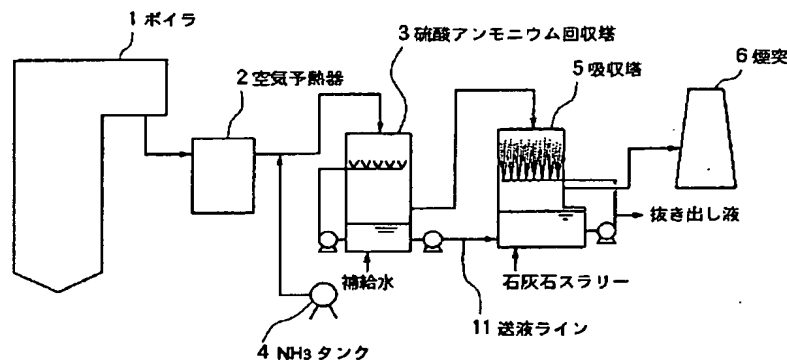 1 ボイラ
2 空気予熱器
3 硫酸アンモニウム回収塔
5 吸収塔
6 煙突
抜き出し液
補給水
石灰石スラリー
11 送液ライン
4 NH3 タンク